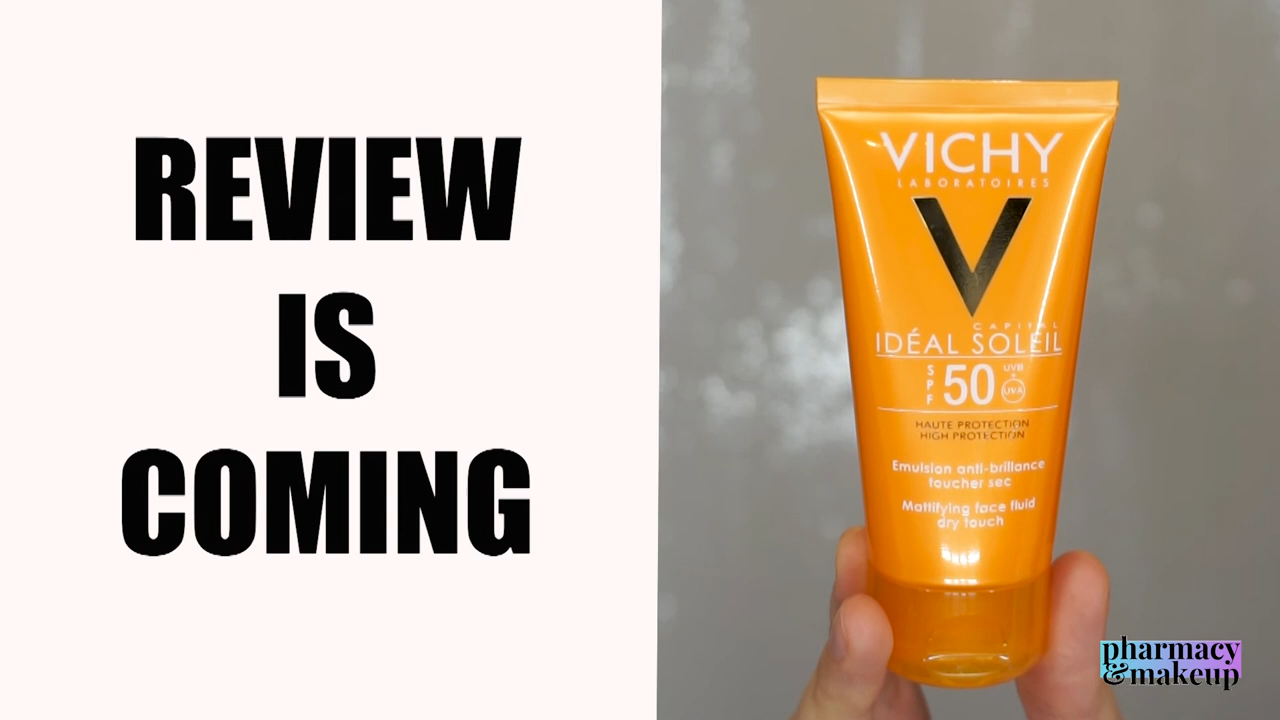 REVIEW
IS
COMING
VICHY
LABORATOIRES
V
CAPITAL
IDÉAL SOLEIL
SPF 50 UVB + UVA
HAUTE PROTECTION
HIGH PROTECTION
Emulsion anti-brillance
toucher sec
Mattifying face fluid
dry touch
pharmacy
&makeup